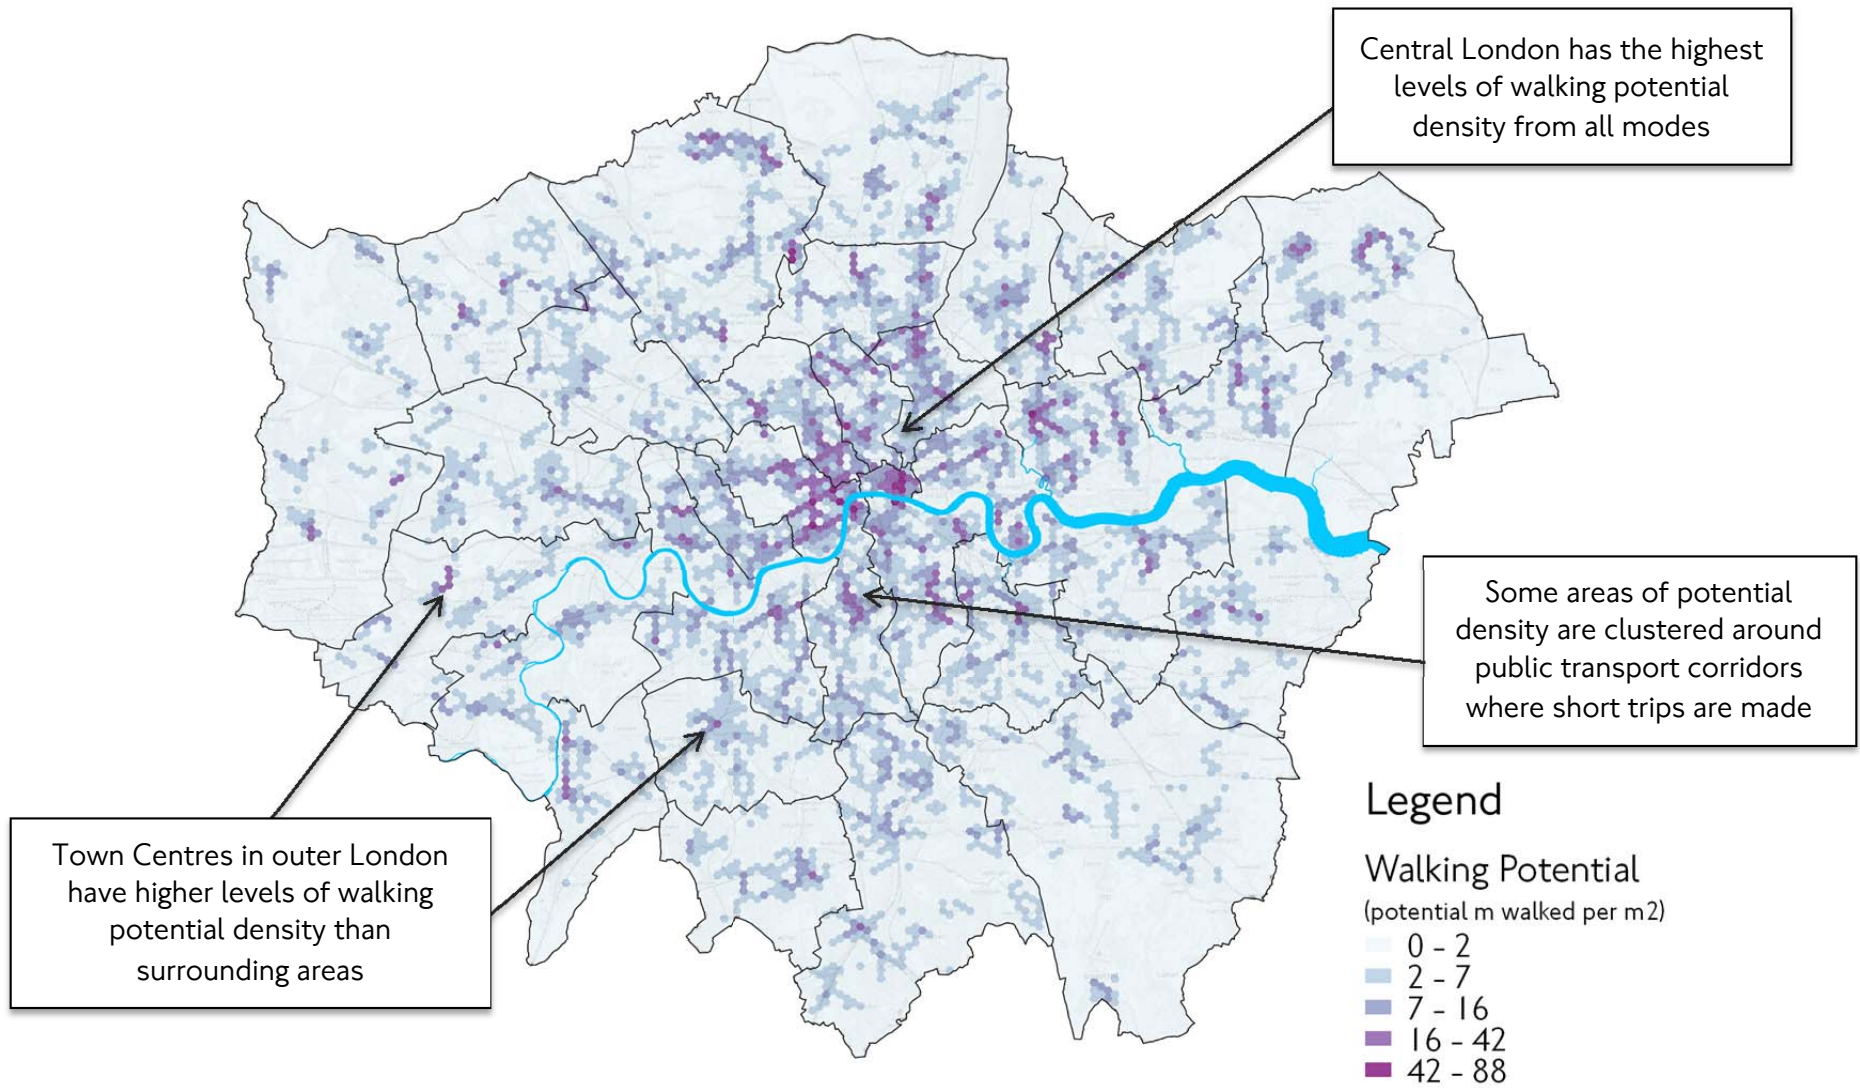 Central London has the highest
levels of walking potential
density from all modes
Some areas of potential
density are clustered around
public transport corridors
where short trips are made
Town Centres in outer London
have higher levels of walking
potential density than
surrounding areas
Legend
Walking Potential
(potential m walked per m2)
0 - 2
2 - 7
7 - 16
16 - 42
42 - 88